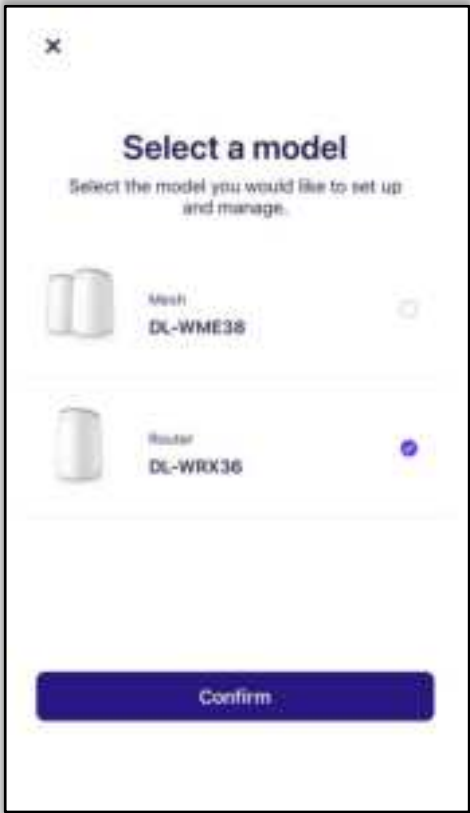 Select a model
Select the model you would like to set up
and manage.
Mesh
DL-WME38
Router
DL-WRX36
Confirm